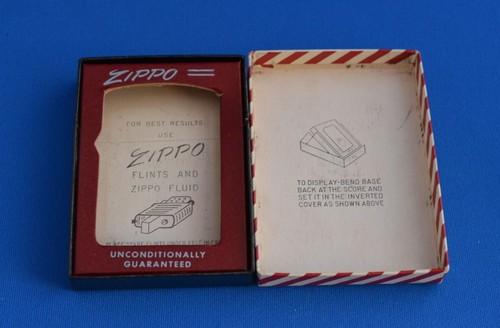 ZIPPO
FOR BEST RESULTS
USE
ZIPPO
FLINTS AND
ZIPPO FLUID
UNCONDITIONALLY
GUARANTEED
TO DISPLAY-BEND BASE
BACK AT THE SCORE AND
SET IT IN THE INVERTED
COVER AS SHOWN ABOVE